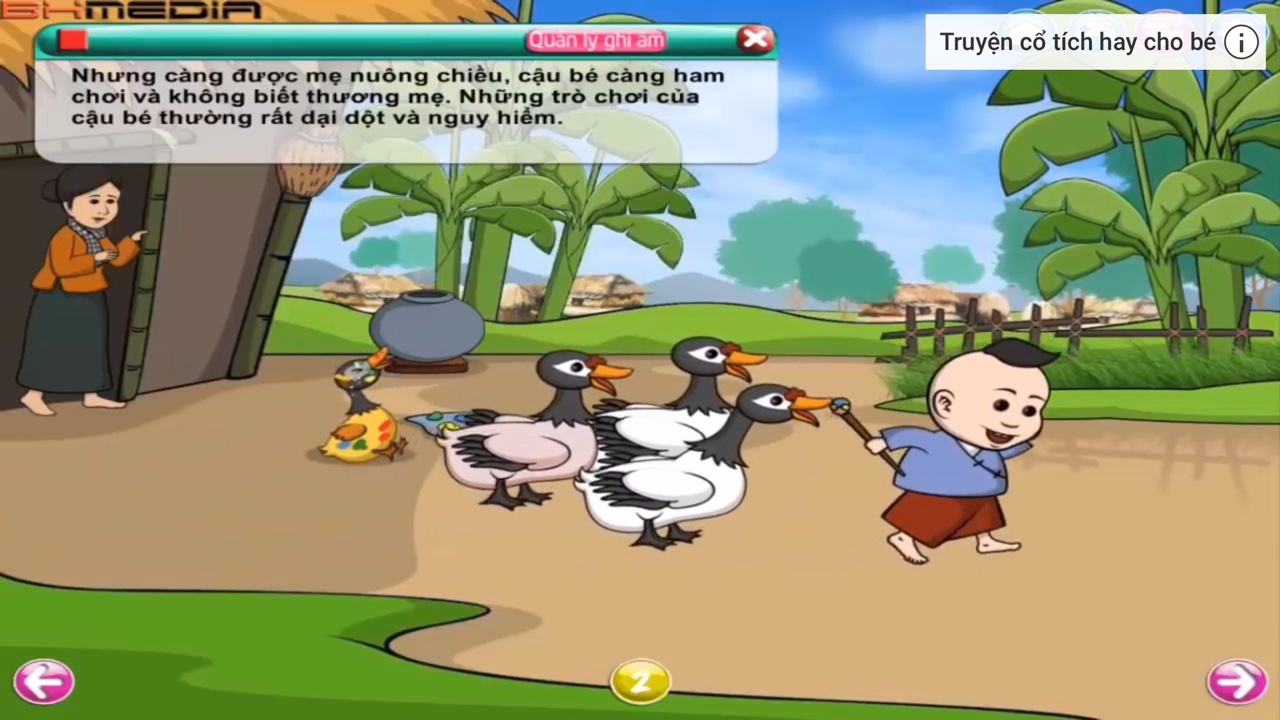 BKMEDIA
Truyện cổ tích hay cho bé
Quản lý ghi âm
Nhưng càng được mẹ nuông chiều, cậu bé càng ham
chơi và không biết thương mẹ. Những trò chơi của
cậu bé thường rất dại dột và nguy hiểm.
2